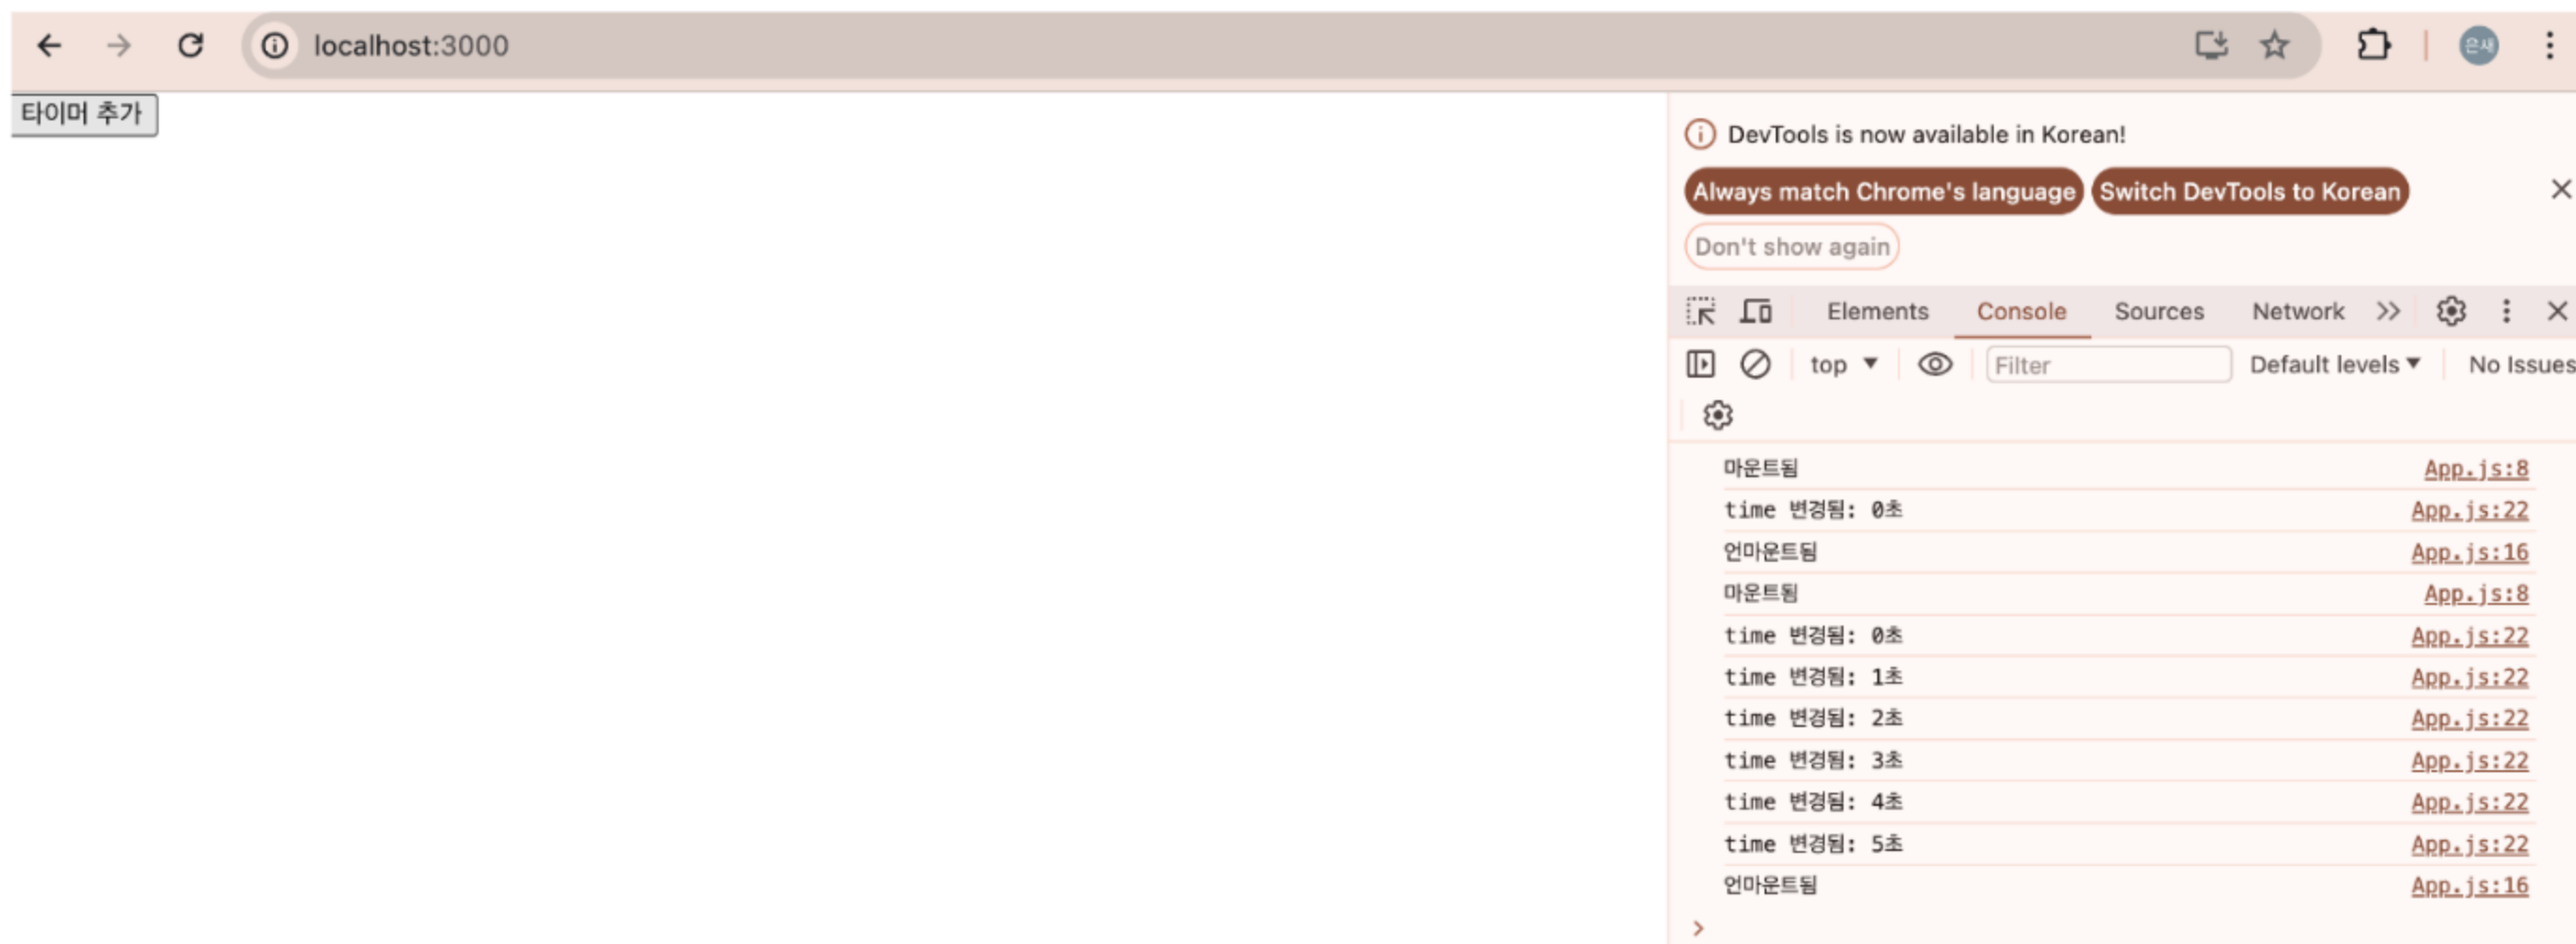 localhost:3000
은새
타이머 추가
DevTools is now available in Korean!
Always match Chrome's language
Switch DevTools to Korean
Don't show again
Elements Console Sources Network
top Filter Default levels No Issues
마운트됨 App.js:8
time 변경됨: 0초 App.js:22
언마운트됨 App.js:16
마운트됨 App.js:8
time 변경됨: 0초 App.js:22
time 변경됨: 1초 App.js:22
time 변경됨: 2초 App.js:22
time 변경됨: 3초 App.js:22
time 변경됨: 4초 App.js:22
time 변경됨: 5초 App.js:22
언마운트됨 App.js:16